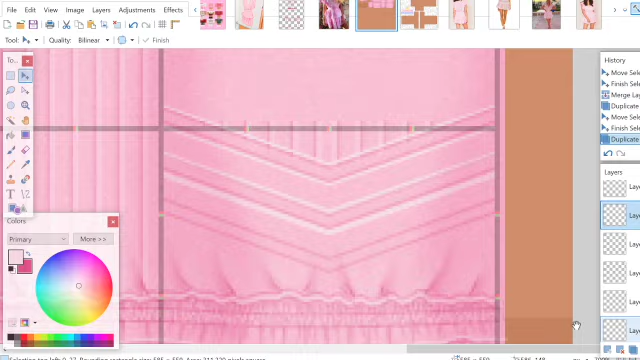 File Edit View Image Layers Adjustments Effects
Tool: Quality: Bilinear Finish
To...
History
Move Sele
Finish Sele
Merge Lay
Duplicate
Move Sele
Finish Sele
Duplicate
Layers
Laye
Laye
Laye
Laye
Laye
Laye
Colors
Primary More >>